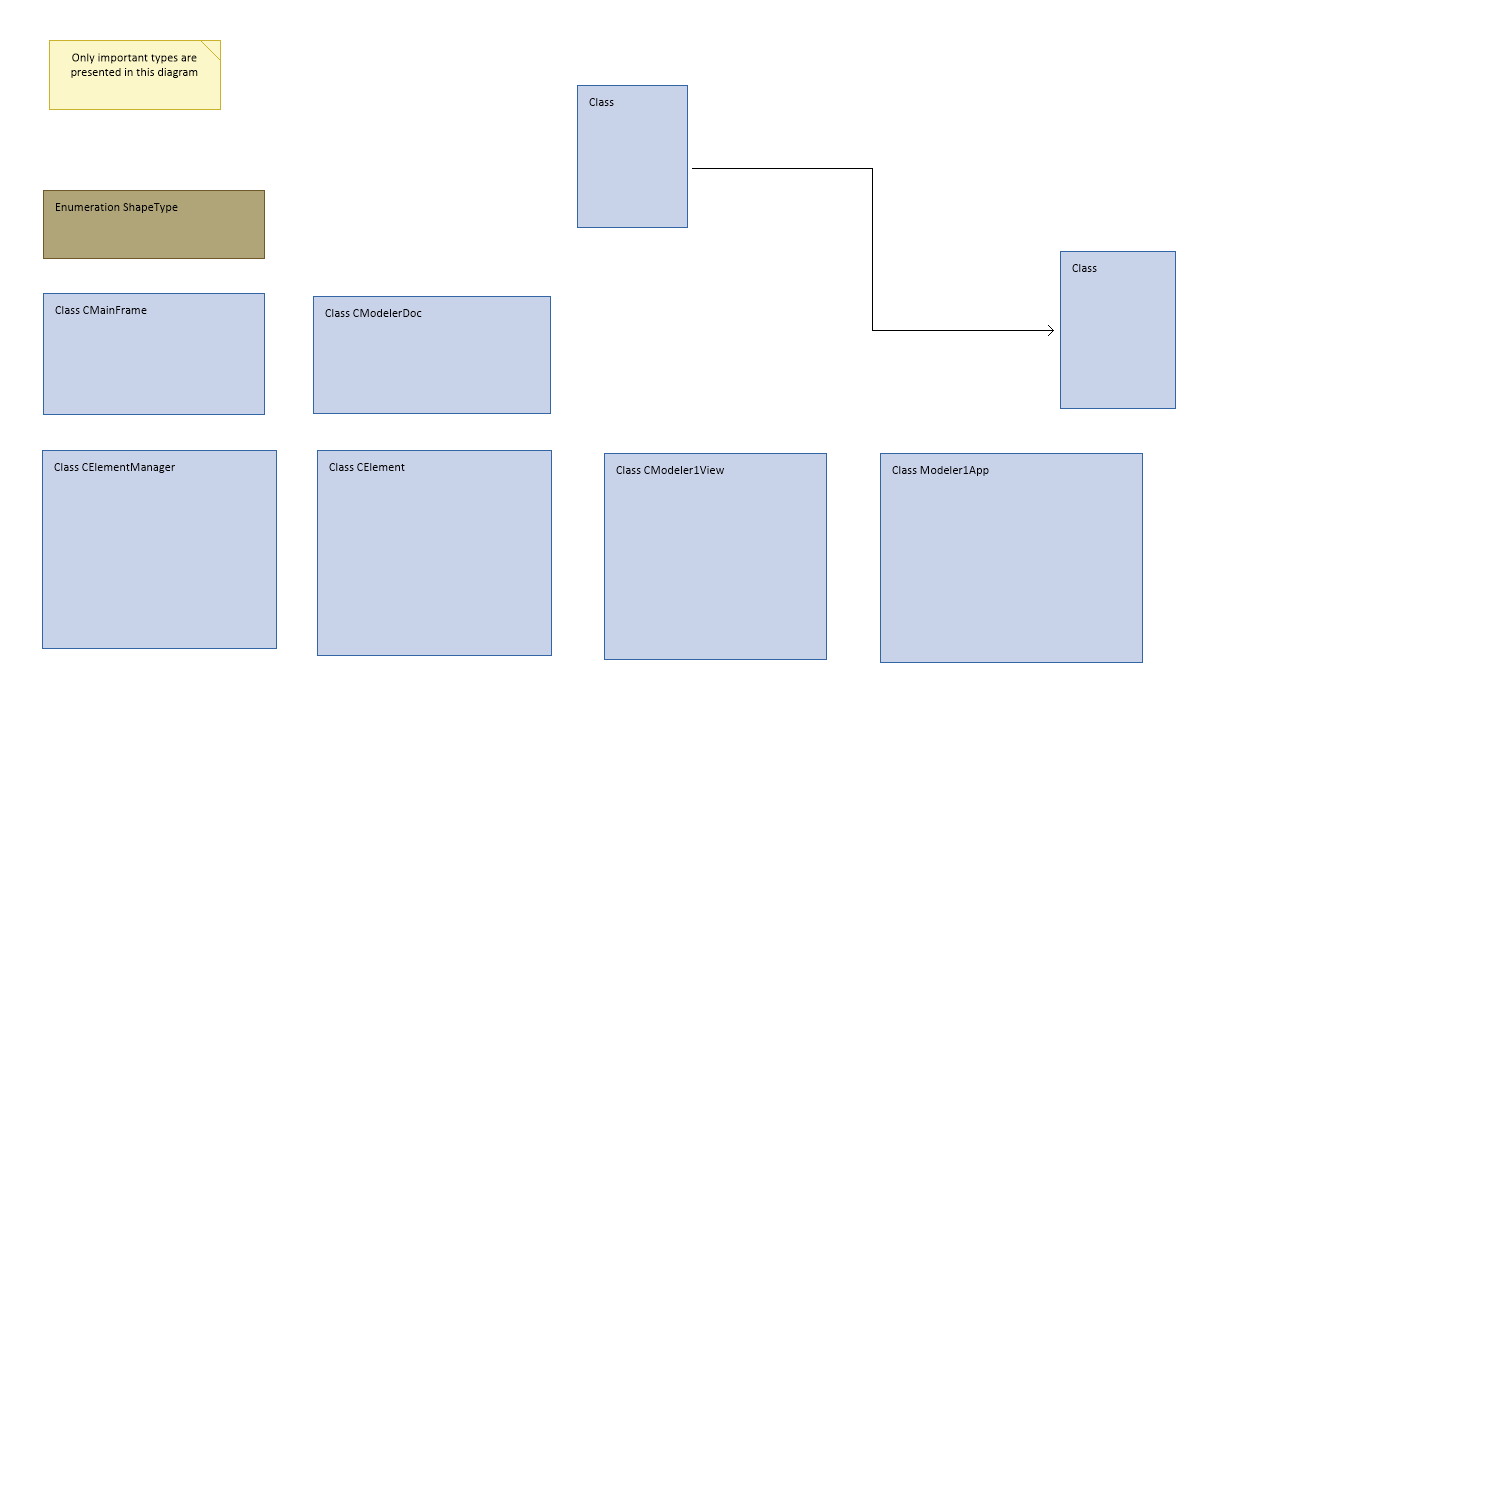 Only important types are
presented in this diagram
Class
Enumeration ShapeType
Class
Class CMainFrame
Class CModelerDoc
Class CElementManager
Class CElement
Class CModeler1View
Class Modeler1App